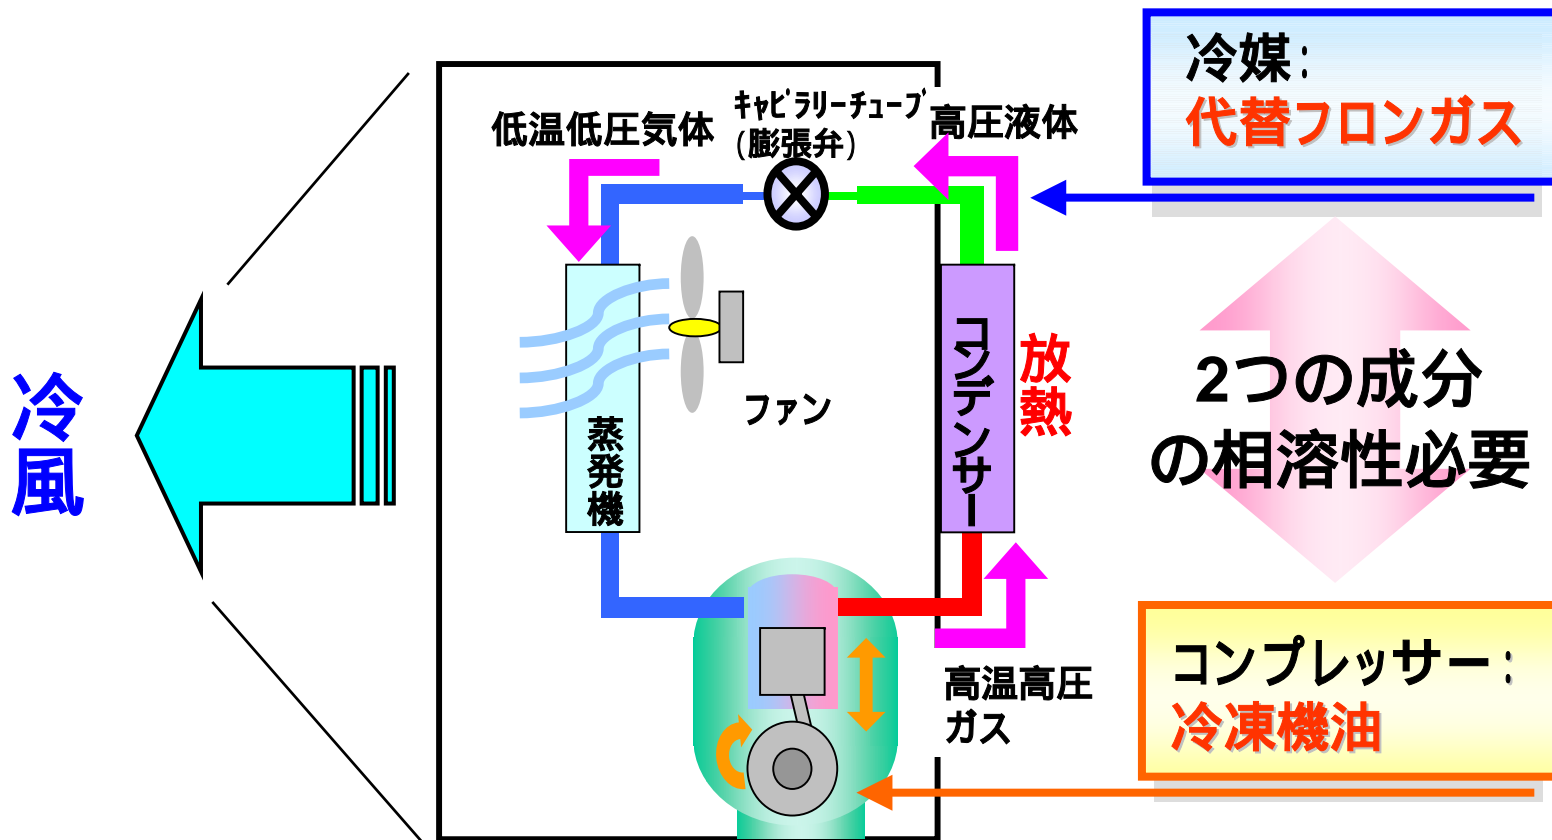 冷媒:
代替フロンガス
ｷｬﾋﾟﾗﾘｰﾁｭｰﾌﾞ
(膨張弁)
低温低圧気体
高圧液体
コンデンサー
放熱
2つの成分
の相溶性必要
冷風
ファン
蒸発機
高温高圧
ガス
コンプレッサー:
冷凍機油